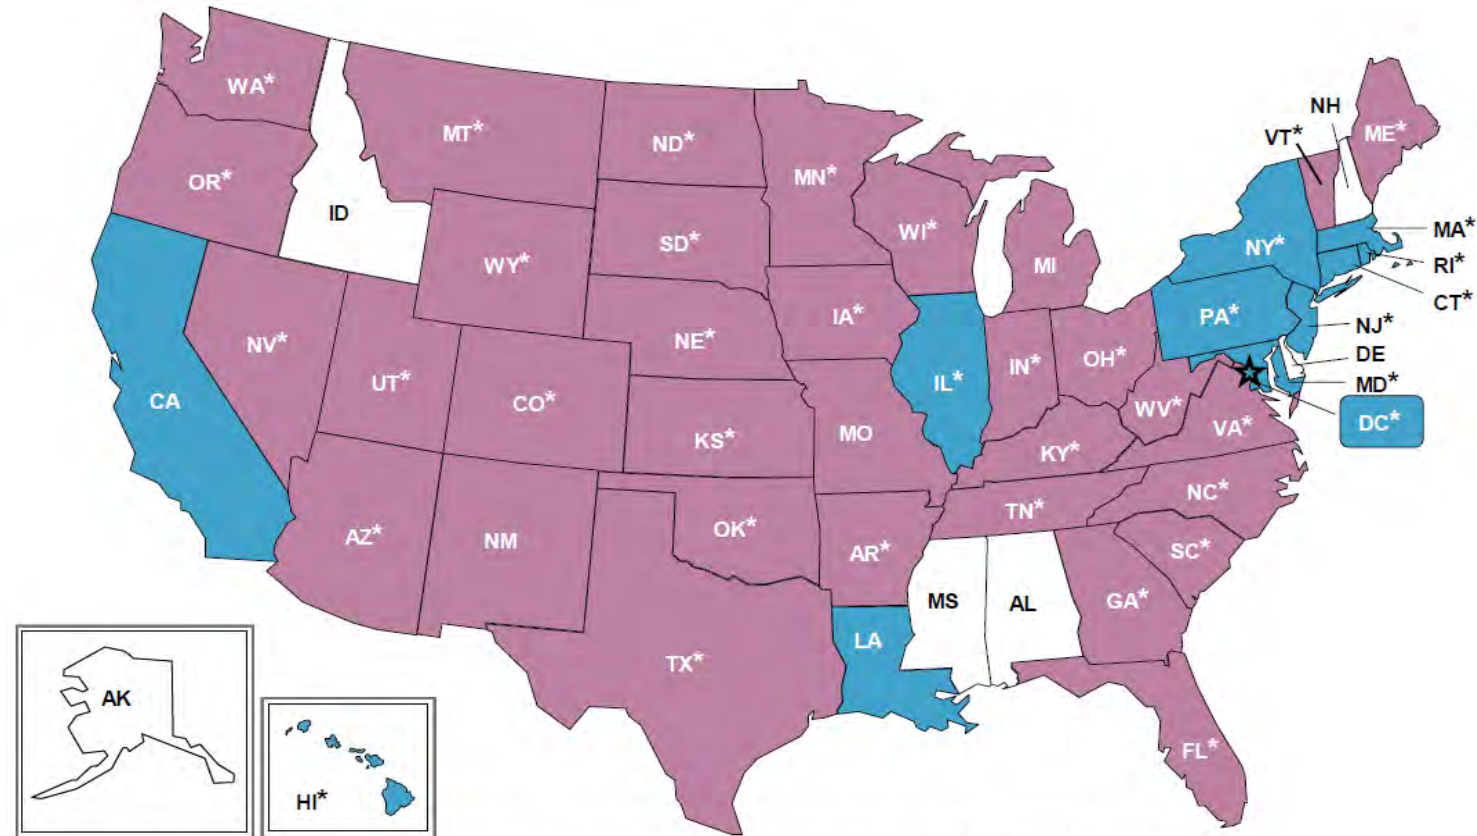 WA*
MT*
ND*
MN*
OR*
ID
SD*
WY*
WI*
MI
VT*
NH
ME*
NY*
MA*
RI*
CT*
PA*
NJ*
DE
MD*
DC*
NV*
UT*
CO*
NE*
IA*
IL*
IN*
OH*
WV*
VA*
CA
KS*
MO
KY*
AZ*
NM
OK*
AR*
TN*
NC*
SC*
MS
AL
GA*
TX*
LA
FL*
AK
HI*